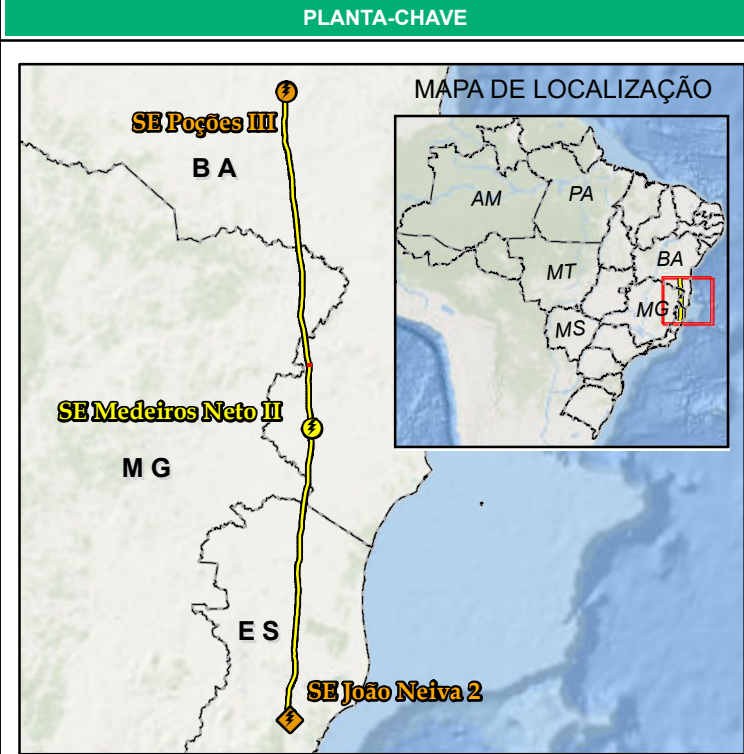 PLANTA-CHAVE
MAPA DE LOCALIZAÇÃO
SE Poções III
B A
AM
PA
BA
MT
MG
MS
SE Medeiros Neto II
M G
E S
SE João Neiva 2